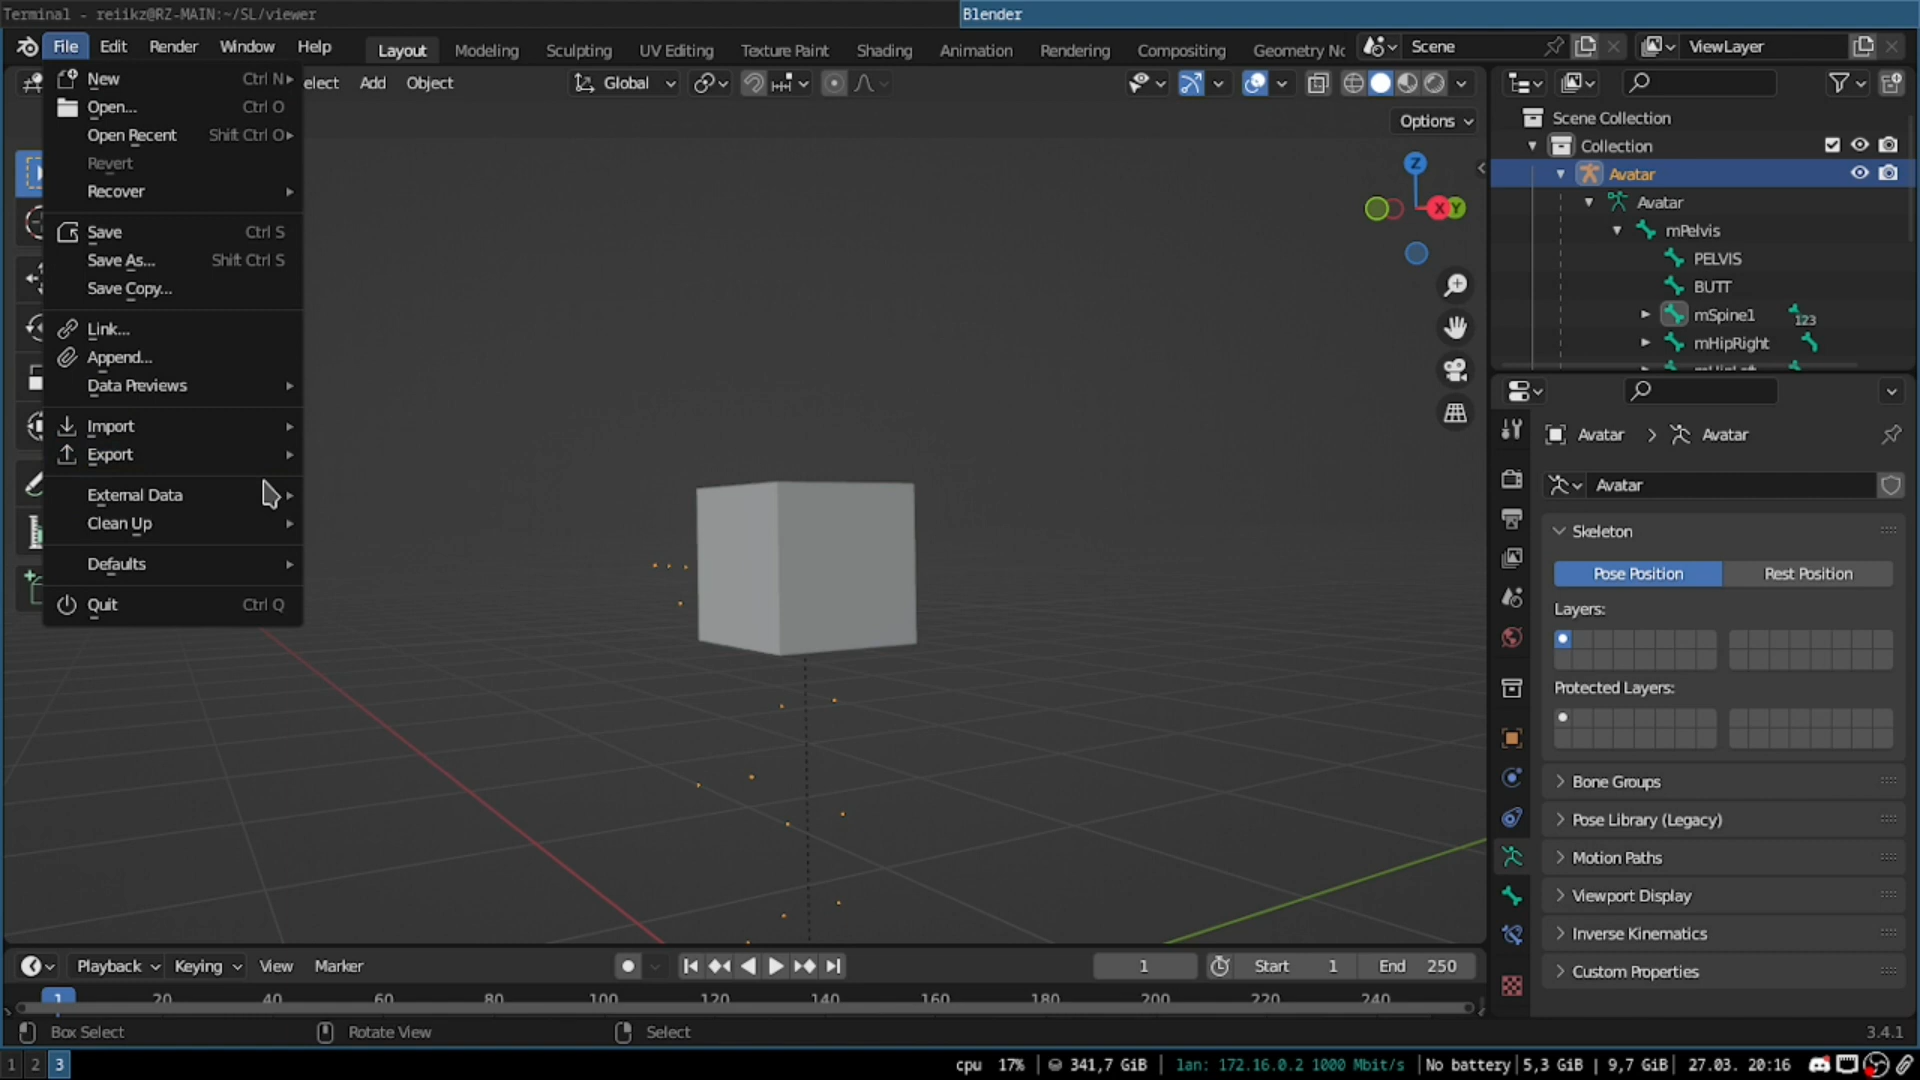 Terminal - reiikz@RZ-MAIN:~/SL/viewer
Blender
File Edit Render Window Help
Layout Modeling Sculpting UV Editing Texture Paint Shading Animation Rendering Compositing Geometry No
Scene
ViewLayer
New Ctrl N
Open... Ctrl O
Open Recent Shift Ctrl O
Revert
Recover
Save Ctrl S
Save As... Shift Ctrl S
Save Copy...
Link...
Append...
Data Previews
Import
Export
External Data
Clean Up
Defaults
Quit Ctrl Q
elect Add Object
Global
Options
Z
X
Y
Scene Collection
Collection
Avatar
Avatar
mPelvis
PELVIS
BUTT
mSpine1
123
mHipRight
Avatar > Avatar
Avatar
Skeleton
Pose Position Rest Position
Layers:
Protected Layers:
Bone Groups
Pose Library (Legacy)
Motion Paths
Viewport Display
Inverse Kinematics
Custom Properties
Playback Keying View Marker
1 Start 1 End 250
1 20 40 60 80 100 120 140 160 180 200 220 240
Box Select Rotate View Select
3.4.1
1 2 3
cpu 17% | 341,7 GiB | lan: 172.16.0.2 1000 Mbit/s | No battery | 5,3 GiB | 9,7 GiB | 27.03. 20:16